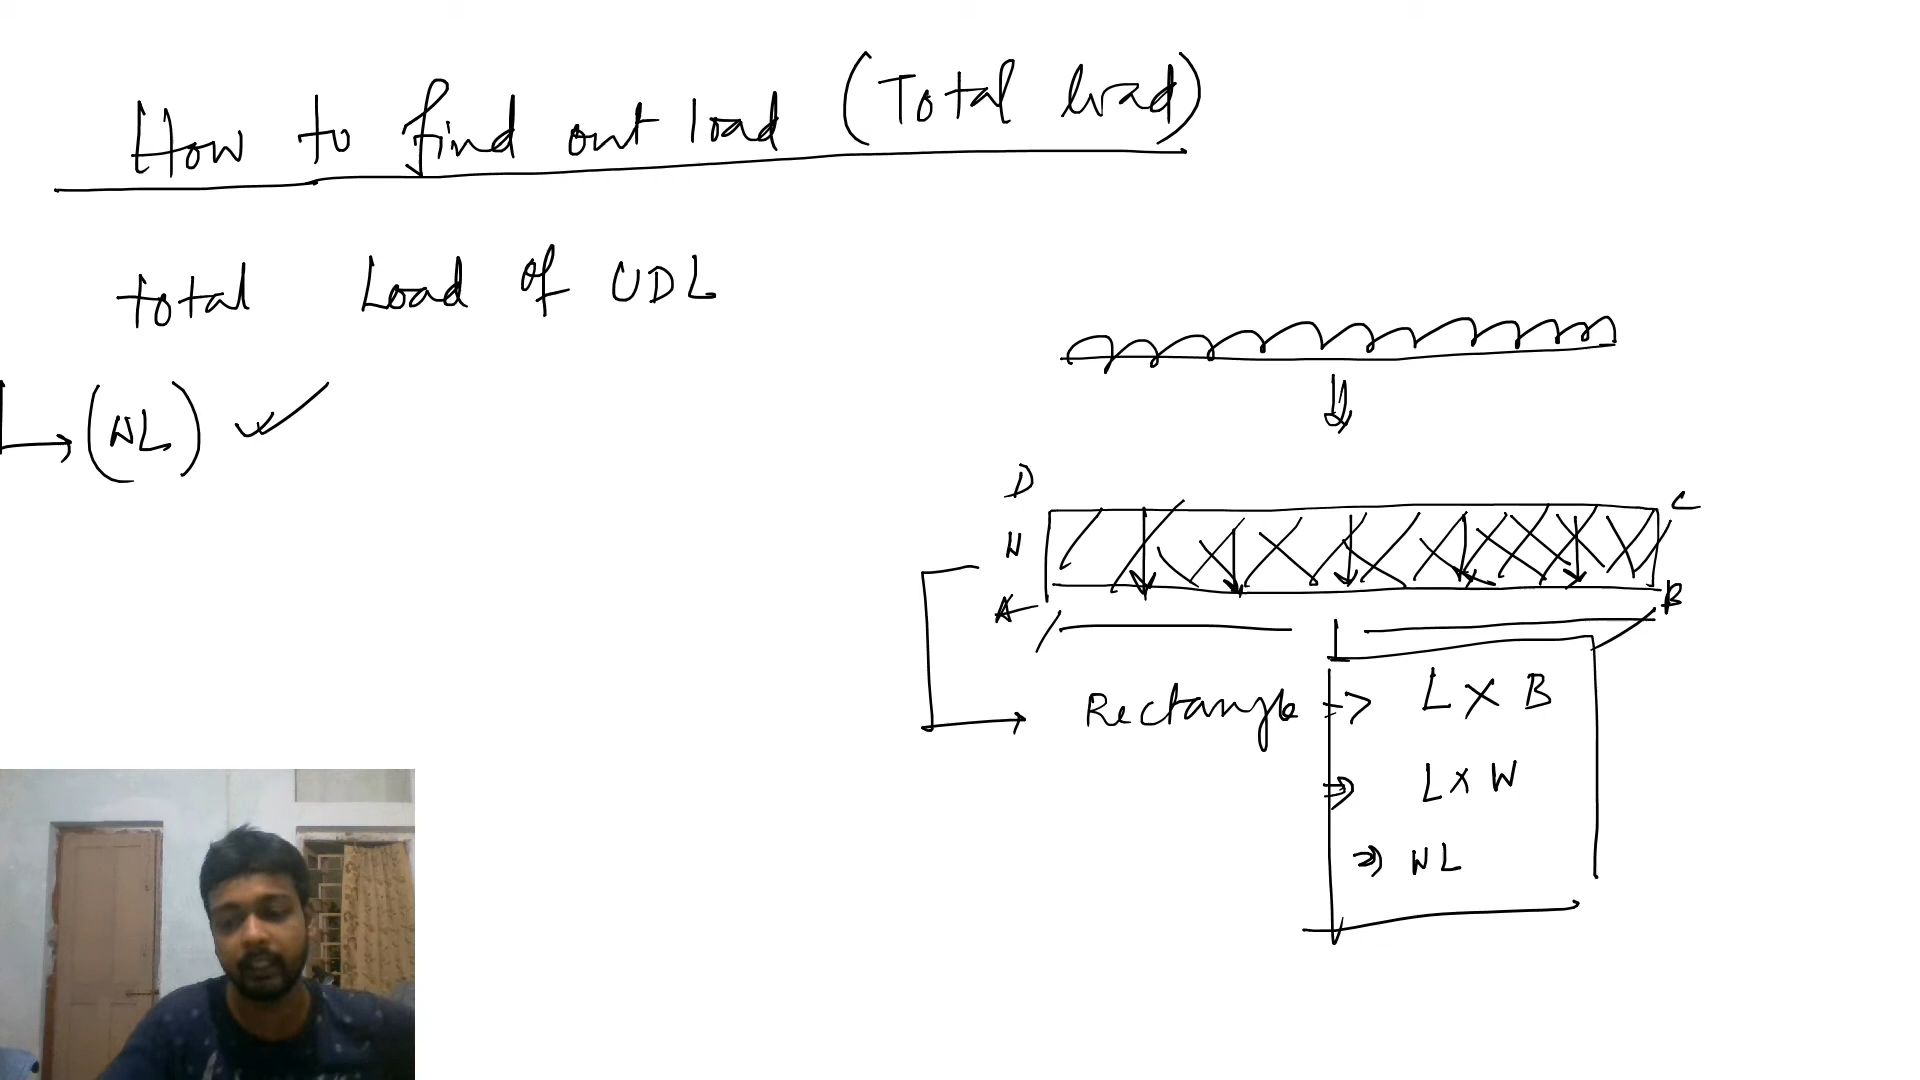 How to find out load (Total load)
total Load of UDL
(WL)
D
C
W
A
B
L
Rectangle => L X B
=> L X W
=> WL